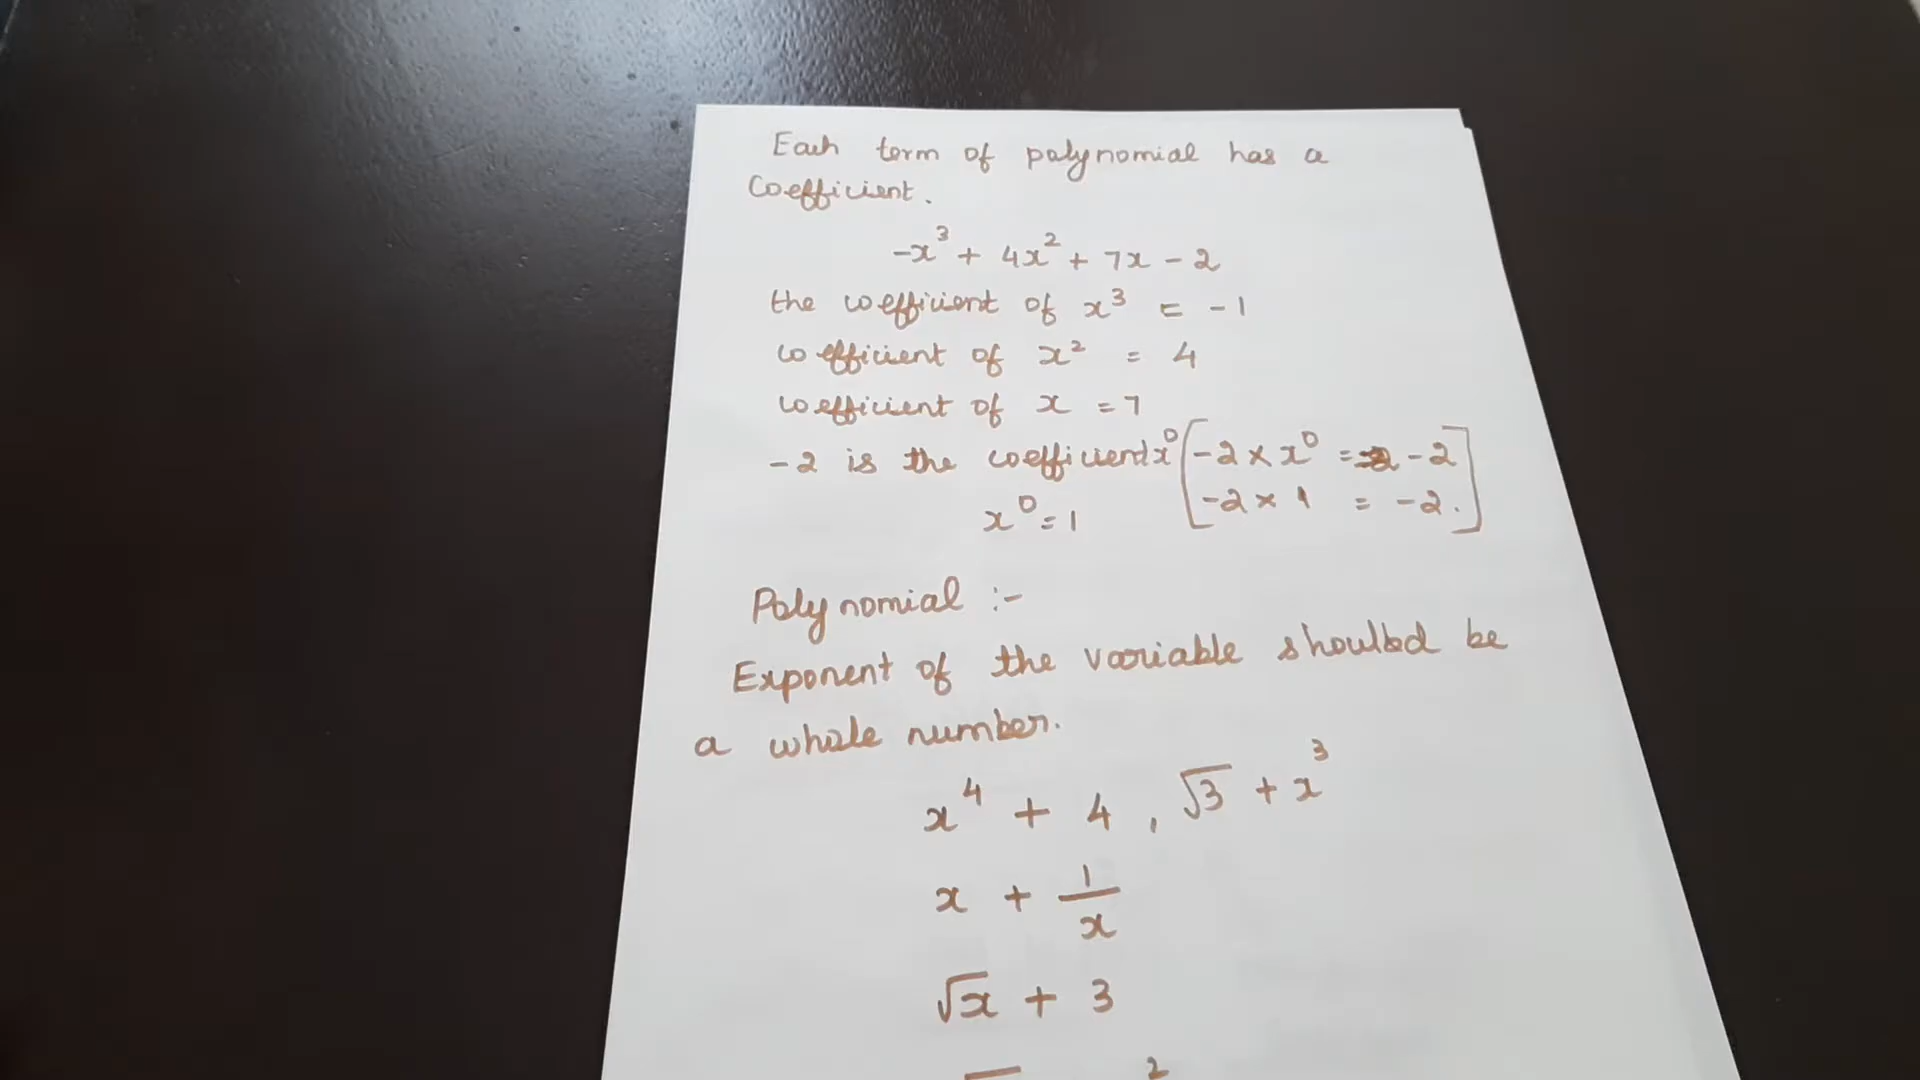 Each term of polynomial has a
Coefficient.
-x³ + 4x² + 7x - 2
the coefficient of x³ = -1
coefficient of x² = 4
coefficient of x = 7
-2 is the coefficient x⁰ [-2 × x⁰ = -2
-2 × 1 = -2.]
x⁰ = 1
Polynomial :-
Exponent of the variable should be
a whole number.
x⁴ + 4, √3 + x³
x + 1/x
√x + 3
2